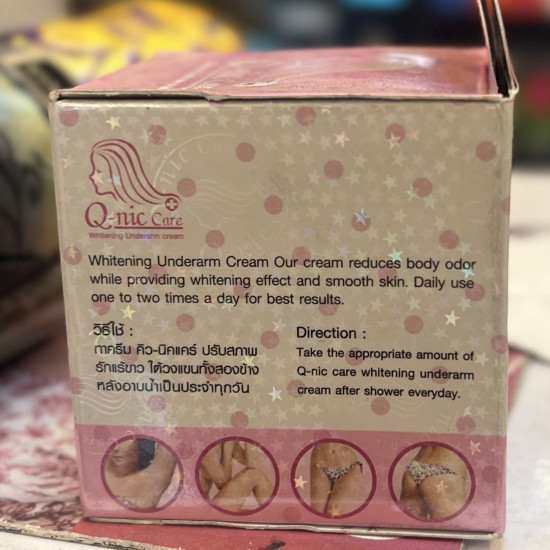 Q-nic Care
Whitening Underarm cream
Whitening Underarm Cream Our cream reduces body odor
while providing whitening effect and smooth skin. Daily use
one to two times a day for best results.
วิธีใช้ :
ทาครีม คิว-นิคแคร์ ปรับสภาพ
รักแร้ขาว ใต้วงแขนทั้งสองข้าง
หลังอาบน้ำเป็นประจำทุกวัน
Direction :
Take the appropriate amount of
Q-nic care whitening underarm
cream after shower everyday.